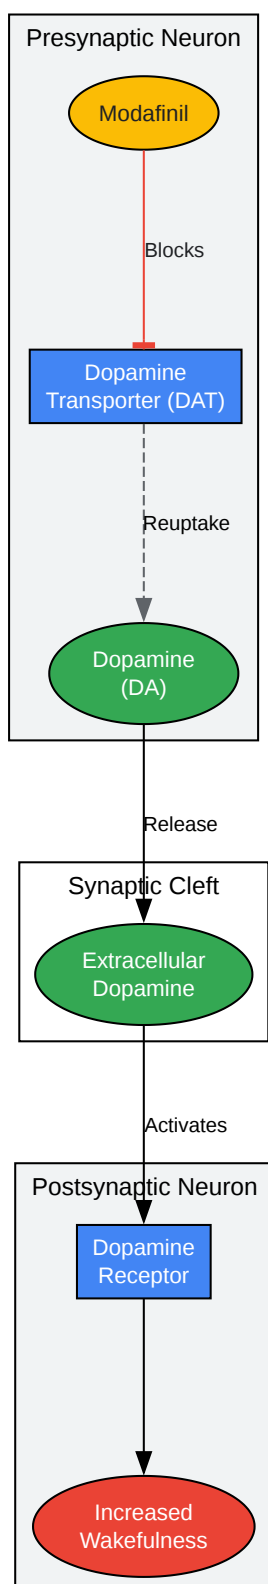 Presynaptic Neuron
Modafinil
Blocks
Dopamine
Transporter (DAT)
Reuptake
Dopamine
(DA)
Release
Synaptic Cleft
Extracellular
Dopamine
Activates
Postsynaptic Neuron
Dopamine
Receptor
Increased
Wakefulness